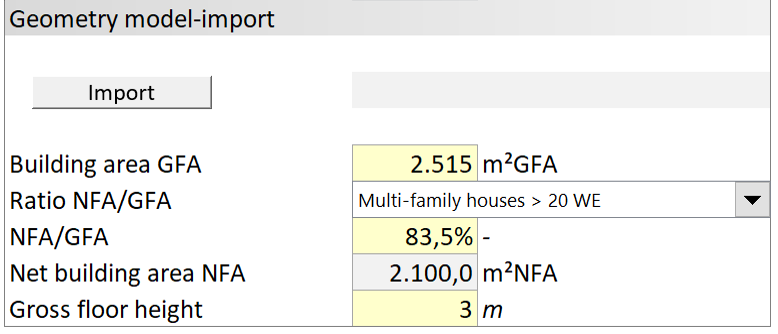 Geometry model-import
Import
Building area GFA 2.515 m²GFA
Ratio NFA/GFA Multi-family houses > 20 WE
NFA/GFA 83,5% -
Net building area NFA 2.100,0 m²NFA
Gross floor height 3 m